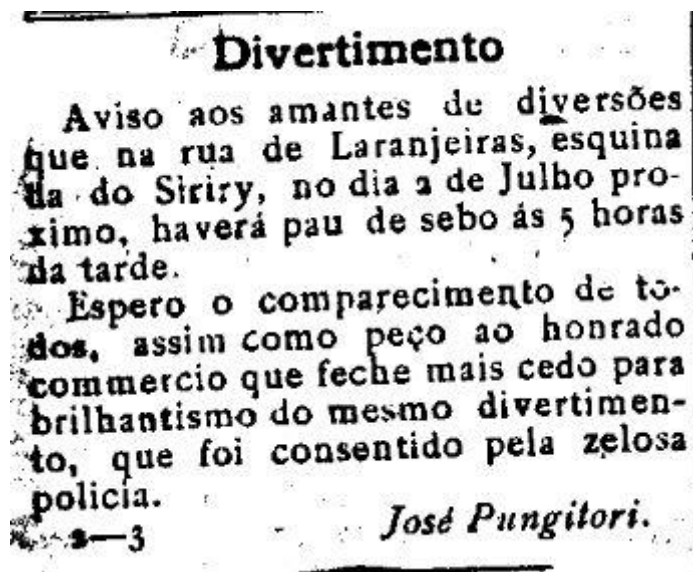 Divertimento
Aviso aos amantes de diversões
que na rua de Laranjeiras, esquina
da do Siriry, no dia 2 de Julho pro-
ximo, haverá pau de sebo ás 5 horas
da tarde.
Espero o comparecimento de to-
dos, assim como peço ao honrado
commercio que feche mais cedo para
brilhantismo do mesmo divertimen-
to, que foi consentido pela zelosa
policia.
José Pungitori.
—3